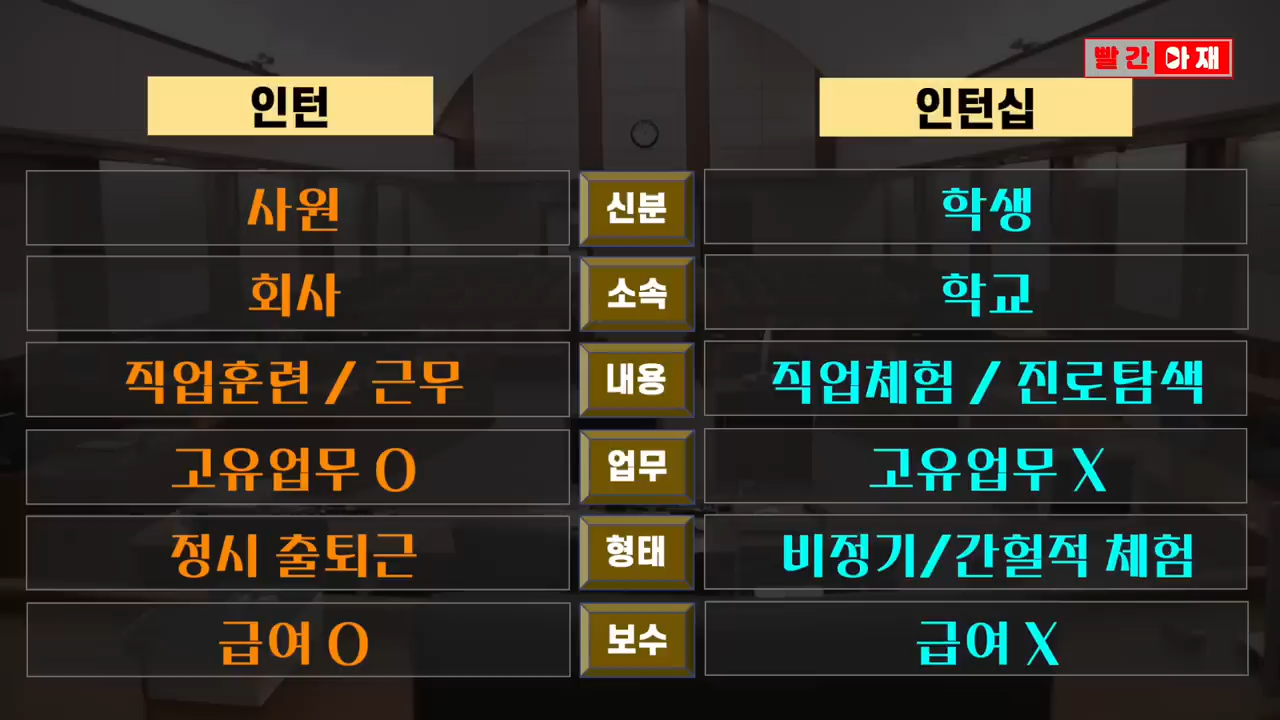 빨간아재
인턴 인턴십
사원 신분 학생
회사 소속 학교
직업훈련 / 근무 내용 직업체험 / 진로탐색
고유업무 O 업무 고유업무 X
정시 출퇴근 형태 비정기/간헐적 체험
급여 O 보수 급여 X